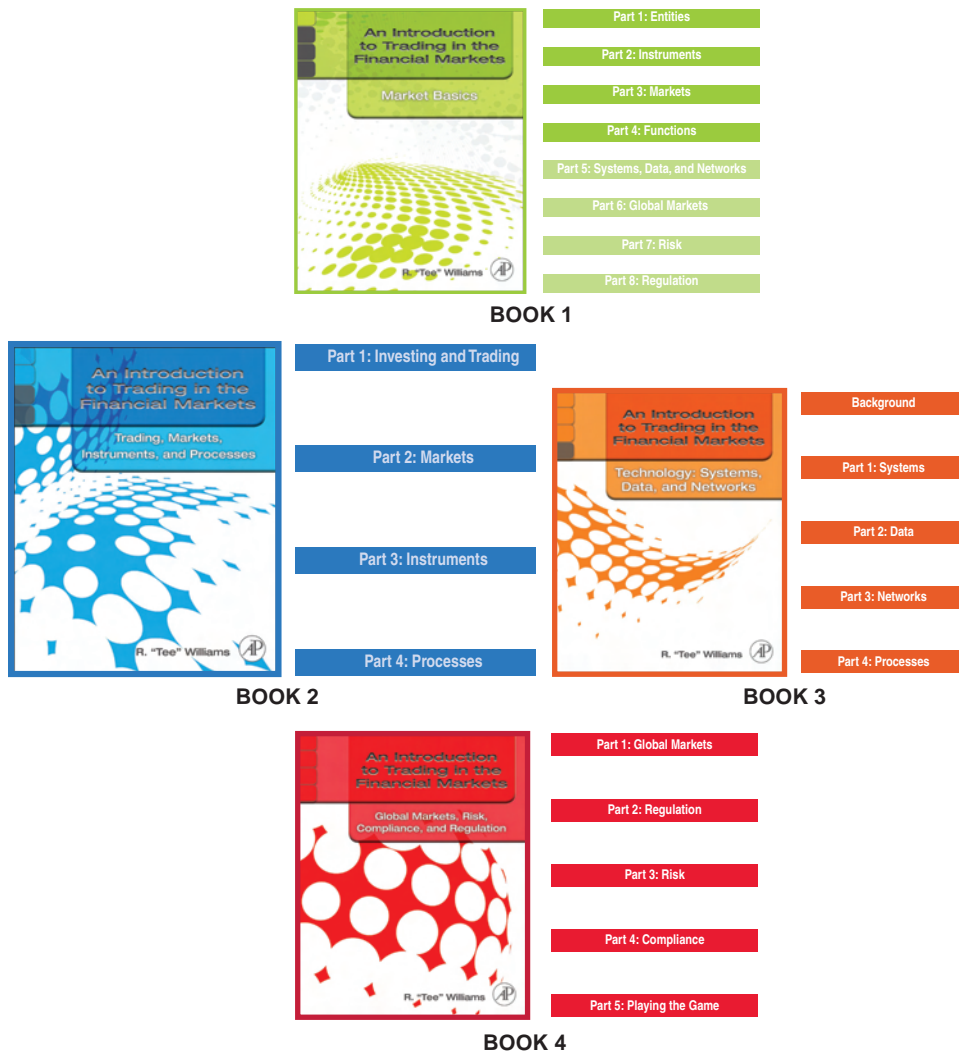 An Introduction
to Trading in the
Financial Markets
Market Basics
R. "Tee" Williams
AP
Part 1: Entities
Part 2: Instruments
Part 3: Markets
Part 4: Functions
Part 5: Systems, Data, and Networks
Part 6: Global Markets
Part 7: Risk
Part 8: Regulation
BOOK 1
An Introduction
to Trading in the
Financial Markets
Trading, Markets,
Instruments, and Processes
R. "Tee" Williams
AP
Part 1: Investing and Trading
Part 2: Markets
Part 3: Instruments
Part 4: Processes
BOOK 2
An Introduction
to Trading in the
Financial Markets
Technology: Systems,
Data, and Networks
R. "Tee" Williams
AP
Background
Part 1: Systems
Part 2: Data
Part 3: Networks
Part 4: Processes
BOOK 3
An Introduction
to Trading in the
Financial Markets
Global Markets, Risk,
Compliance, and Regulation
R. "Tee" Williams
AP
Part 1: Global Markets
Part 2: Regulation
Part 3: Risk
Part 4: Compliance
Part 5: Playing the Game
BOOK 4